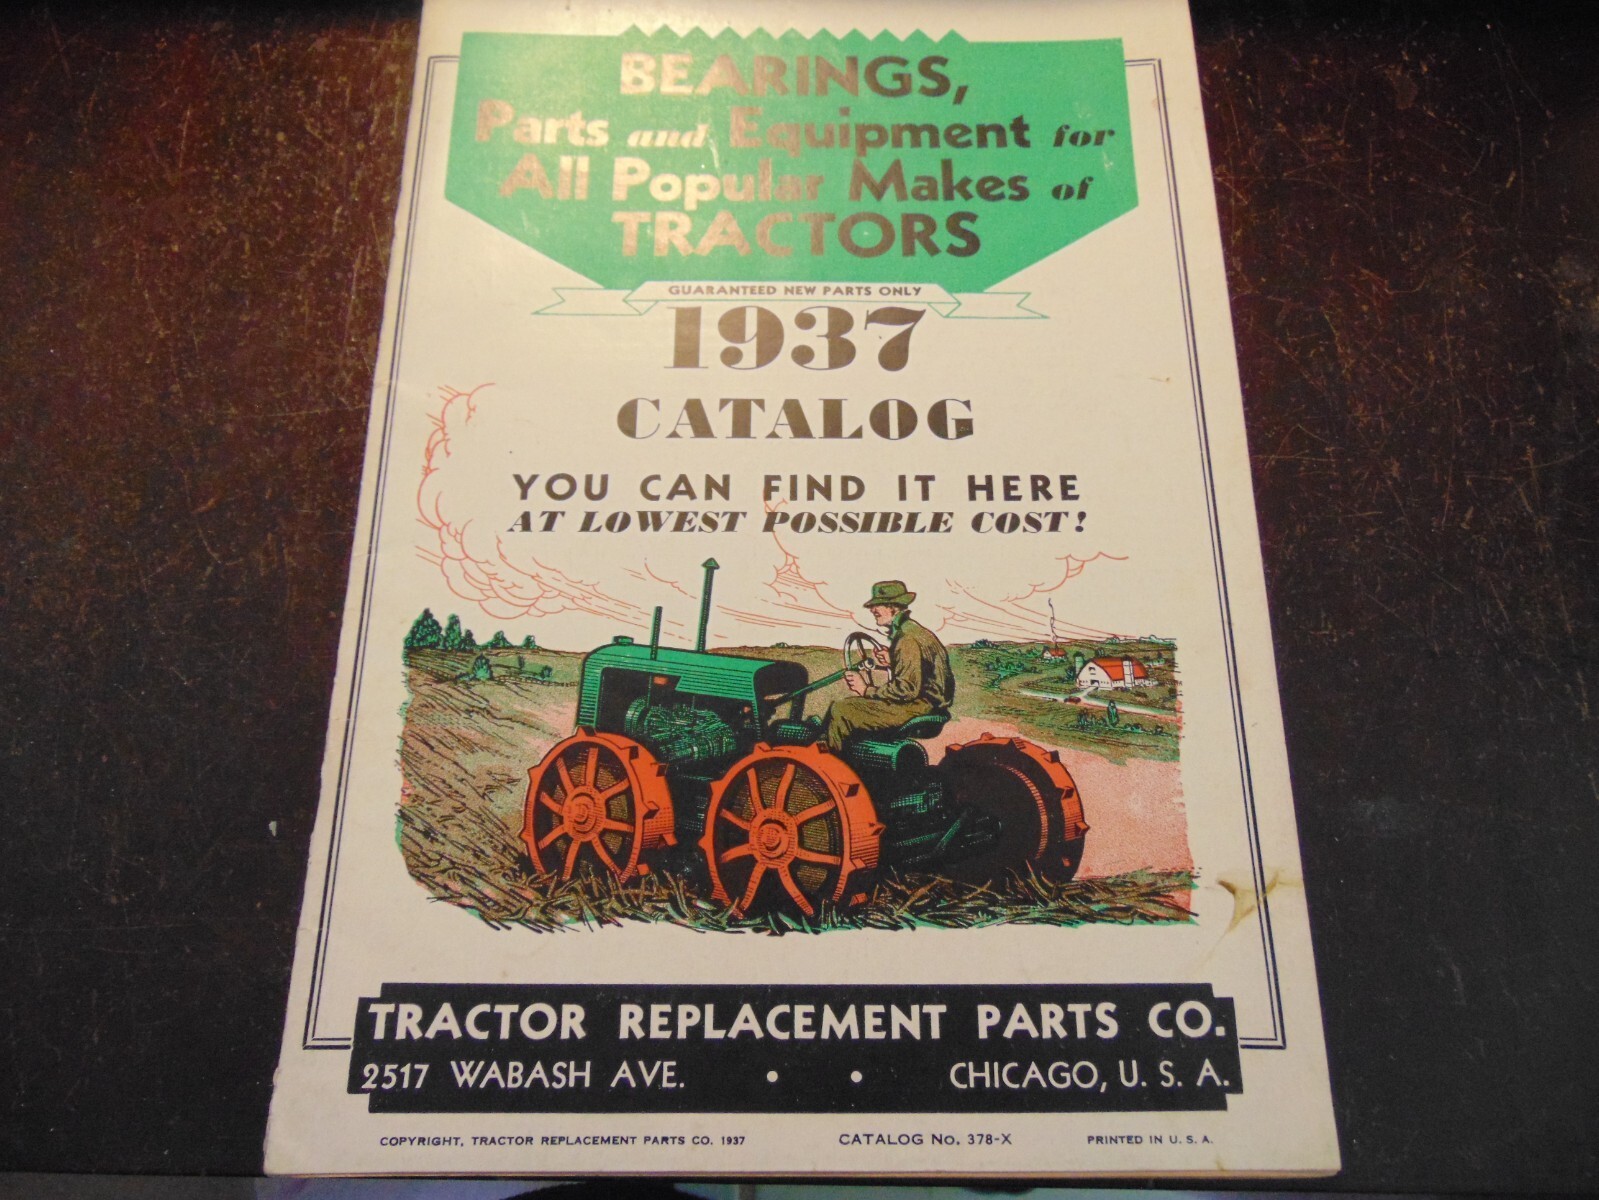 BEARINGS,
Parts and Equipment for
All Popular Makes of
TRACTORS
GUARANTEED NEW PARTS ONLY
1937
CATALOG
YOU CAN FIND IT HERE
AT LOWEST POSSIBLE COST!
TRACTOR REPLACEMENT PARTS CO.
2517 WABASH AVE. • • CHICAGO, U. S. A.
COPYRIGHT, TRACTOR REPLACEMENT PARTS CO. 1937 CATALOG No. 378-X PRINTED IN U. S. A.